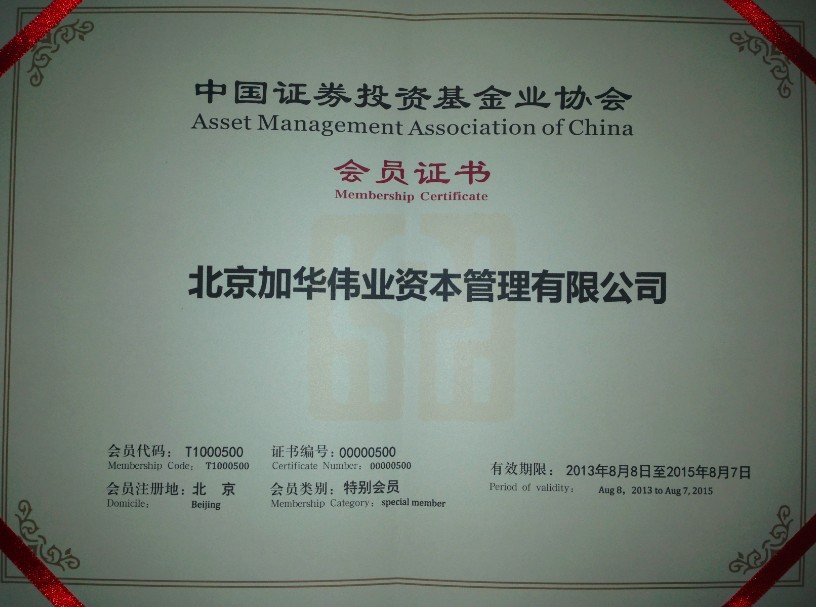 中国证券投资基金业协会
Asset Management Association of China
会员证书
Membership Certificate
北京加华伟业资本管理有限公司
会员代码： T1000500 证书编号：00000500
Membership Code： T1000500 Certificate Number： 00000500
有效期限： 2013年8月8日至2015年8月7日
Period of validity： Aug 8，2013 to Aug 7, 2015
会员注册地：北 京 会员类别：特别会员
Domicile： Beijing Membership Category：special member